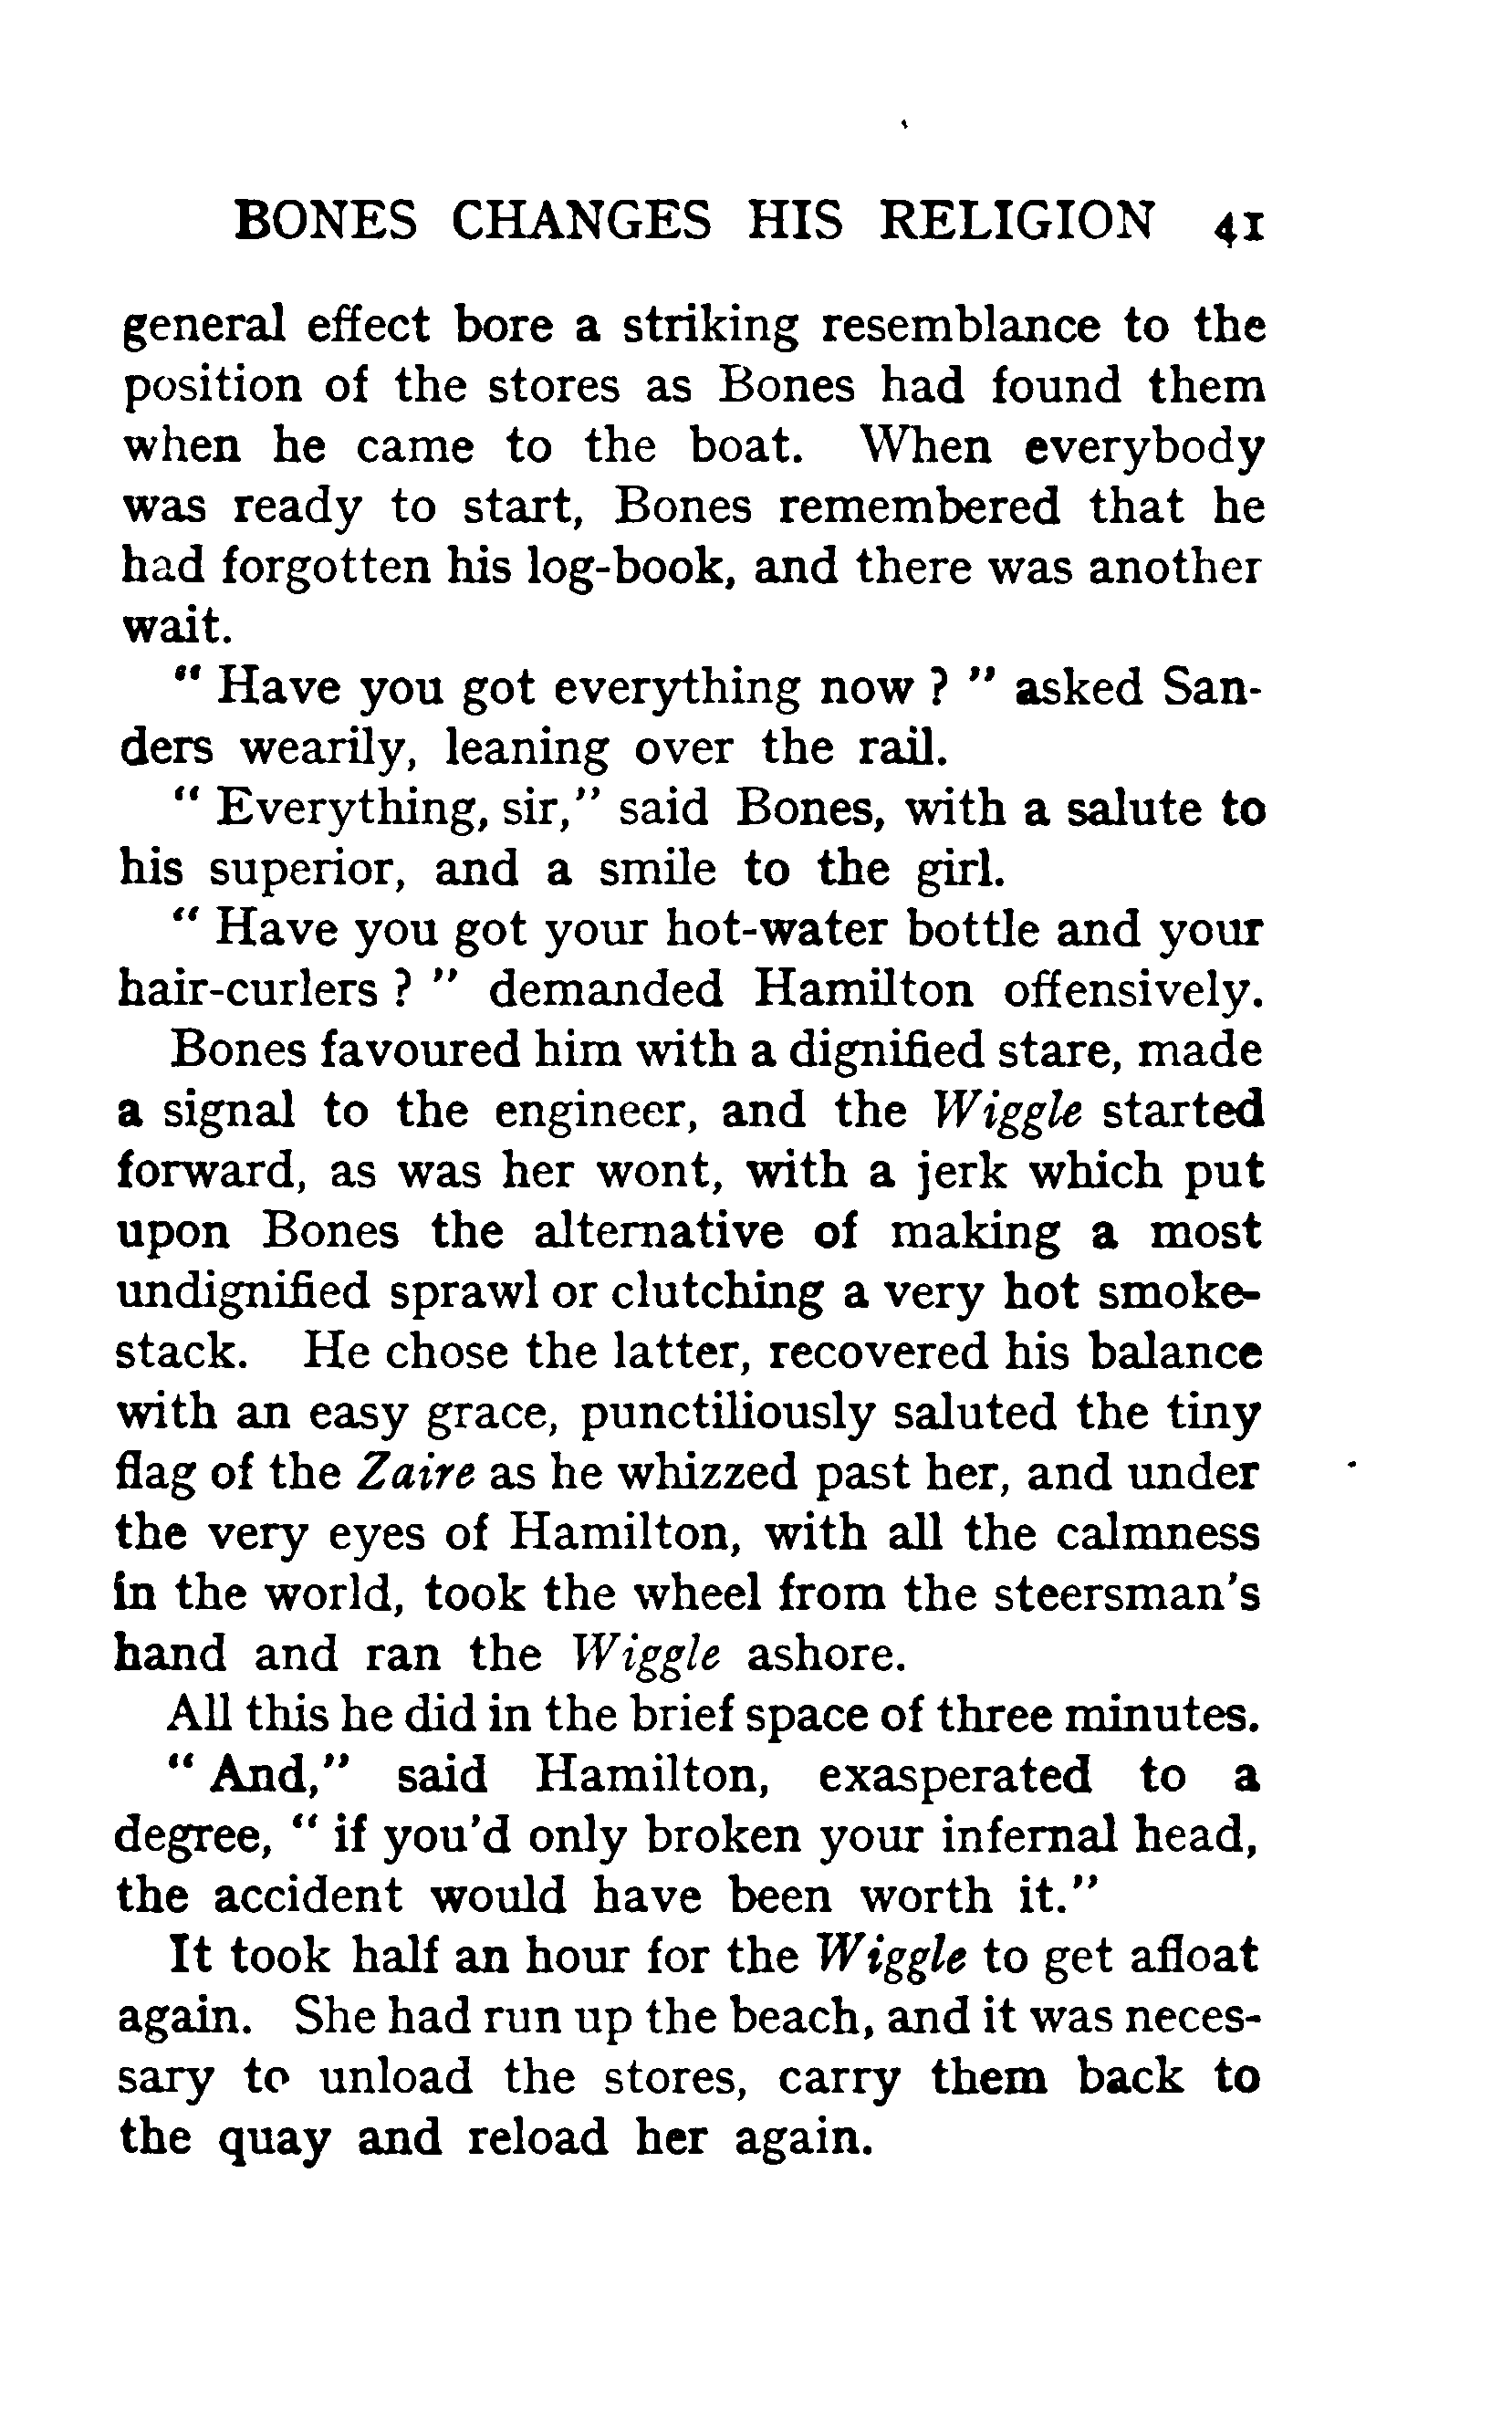 BONES CHANGES HIS RELIGION 41
general effect bore a striking resemblance to the
position of the stores as Bones had found them
when he came to the boat. When everybody
was ready to start, Bones remembered that he
had forgotten his log-book, and there was another
wait.
" Have you got everything now ? " asked San-
ders wearily, leaning over the rail.
" Everything, sir," said Bones, with a salute to
his superior, and a smile to the girl.
" Have you got your hot-water bottle and your
hair-curlers ? " demanded Hamilton offensively.
Bones favoured him with a dignified stare, made
a signal to the engineer, and the Wiggle started
forward, as was her wont, with a jerk which put
upon Bones the alternative of making a most
undignified sprawl or clutching a very hot smoke-
stack. He chose the latter, recovered his balance
with an easy grace, punctiliously saluted the tiny
flag of the Zaire as he whizzed past her, and under
the very eyes of Hamilton, with all the calmness
in the world, took the wheel from the steersman's
hand and ran the Wiggle ashore.
All this he did in the brief space of three minutes.
" And," said Hamilton, exasperated to a
degree, " if you'd only broken your infernal head,
the accident would have been worth it."
It took half an hour for the Wiggle to get afloat
again. She had run up the beach, and it was neces-
sary to unload the stores, carry them back to
the quay and reload her again.